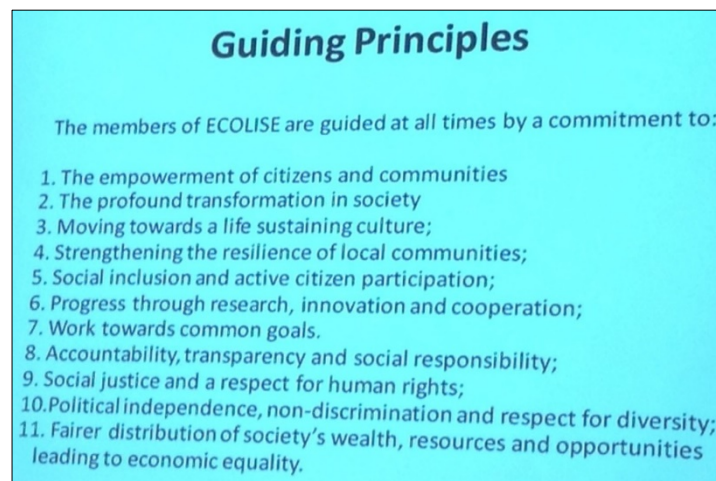 Guiding Principles
The members of ECOLISE are guided at all times by a commitment to:
1. The empowerment of citizens and communities
2. The profound transformation in society
3. Moving towards a life sustaining culture;
4. Strengthening the resilience of local communities;
5. Social inclusion and active citizen participation;
6. Progress through research, innovation and cooperation;
7. Work towards common goals.
8. Accountability, transparency and social responsibility;
9. Social justice and a respect for human rights;
10.Political independence, non-discrimination and respect for diversity;
11. Fairer distribution of society's wealth, resources and opportunities
leading to economic equality.